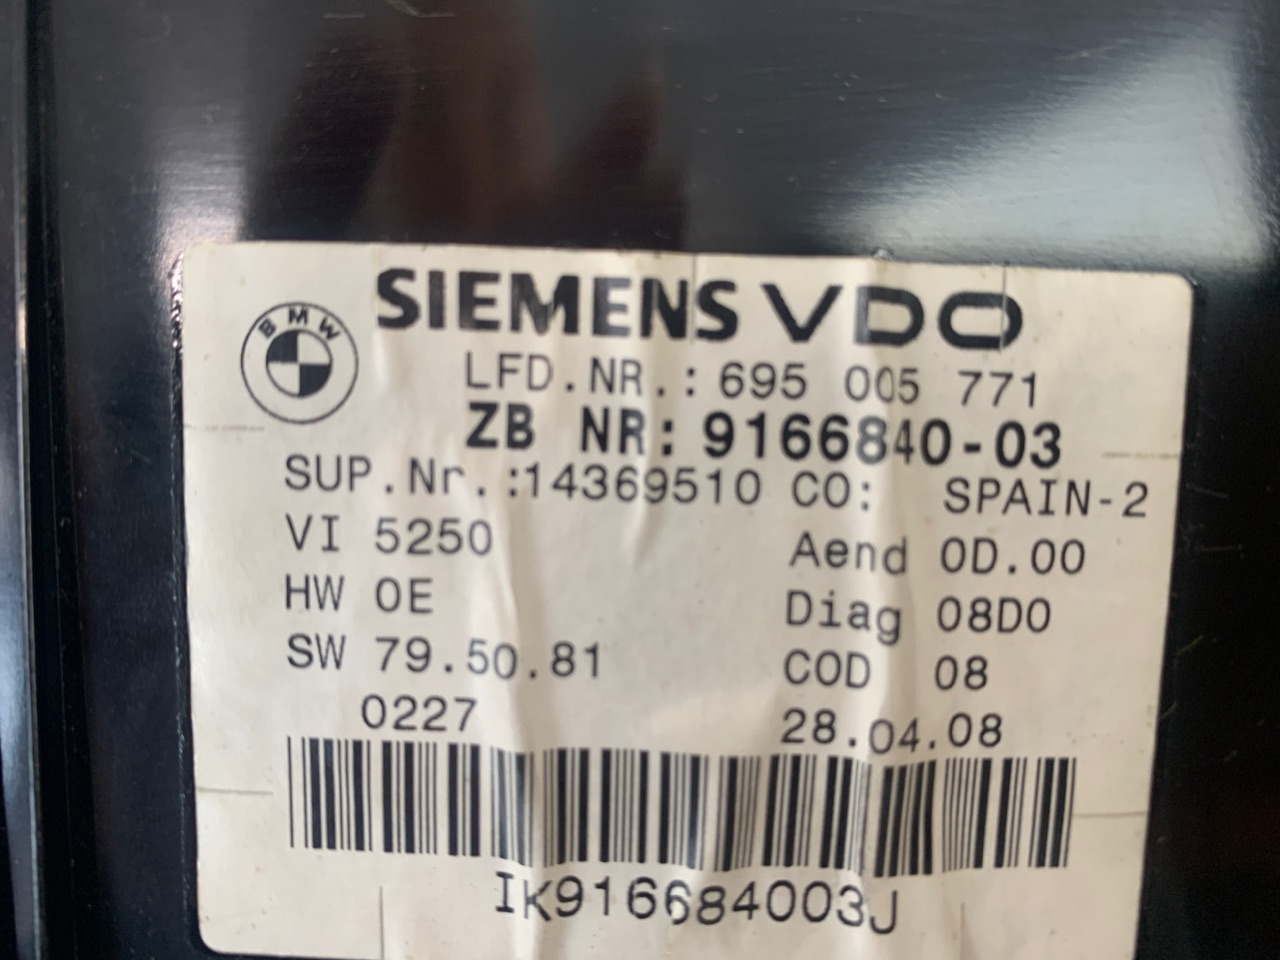 BMW
SIEMENS VDO
LFD.NR.: 695 005 771
ZB NR: 9166840-03
SUP.Nr.:14369510 CO: SPAIN-2
VI 5250 Aend 0D.00
HW 0E Diag 08D0
SW 79.50.81 COD 08
0227 28.04.08
IK916684003J